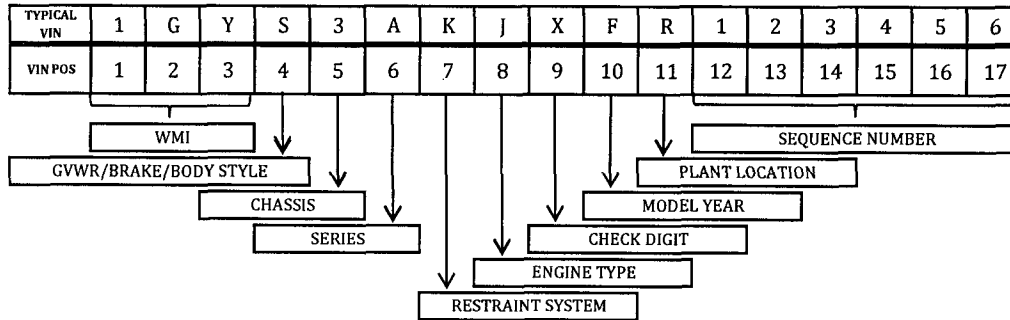 TYPICAL VIN 1 G Y S 3 A K J X F R 1 2 3 4 5 6
VIN POS 1 2 3 4 5 6 7 8 9 10 11 12 13 14 15 16 17
WMI SEQUENCE NUMBER
GVWR/BRAKE/BODY STYLE PLANT LOCATION
CHASSIS MODEL YEAR
SERIES CHECK DIGIT
ENGINE TYPE
RESTRAINT SYSTEM